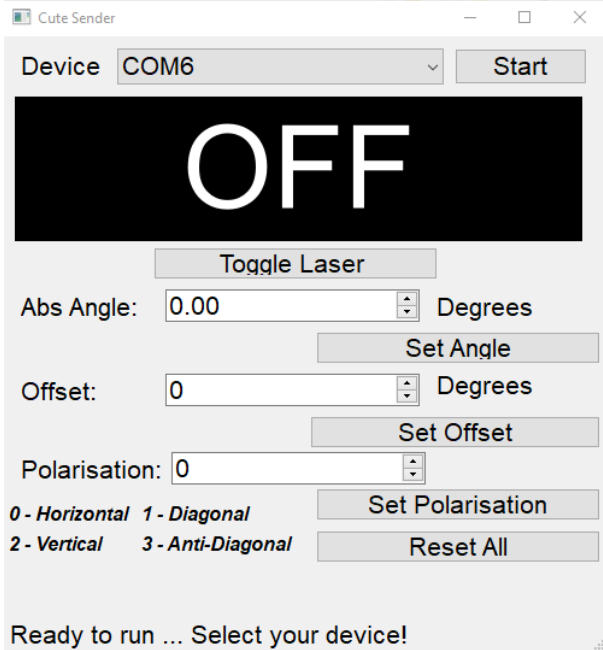 Cute Sender
Device COM6 Start
OFF
Toggle Laser
Abs Angle: 0.00 Degrees
Set Angle
Offset: 0 Degrees
Set Offset
Polarisation: 0
0 - Horizontal 1 - Diagonal
Set Polarisation
2 - Vertical 3 - Anti-Diagonal
Reset All
Ready to run ... Select your device!